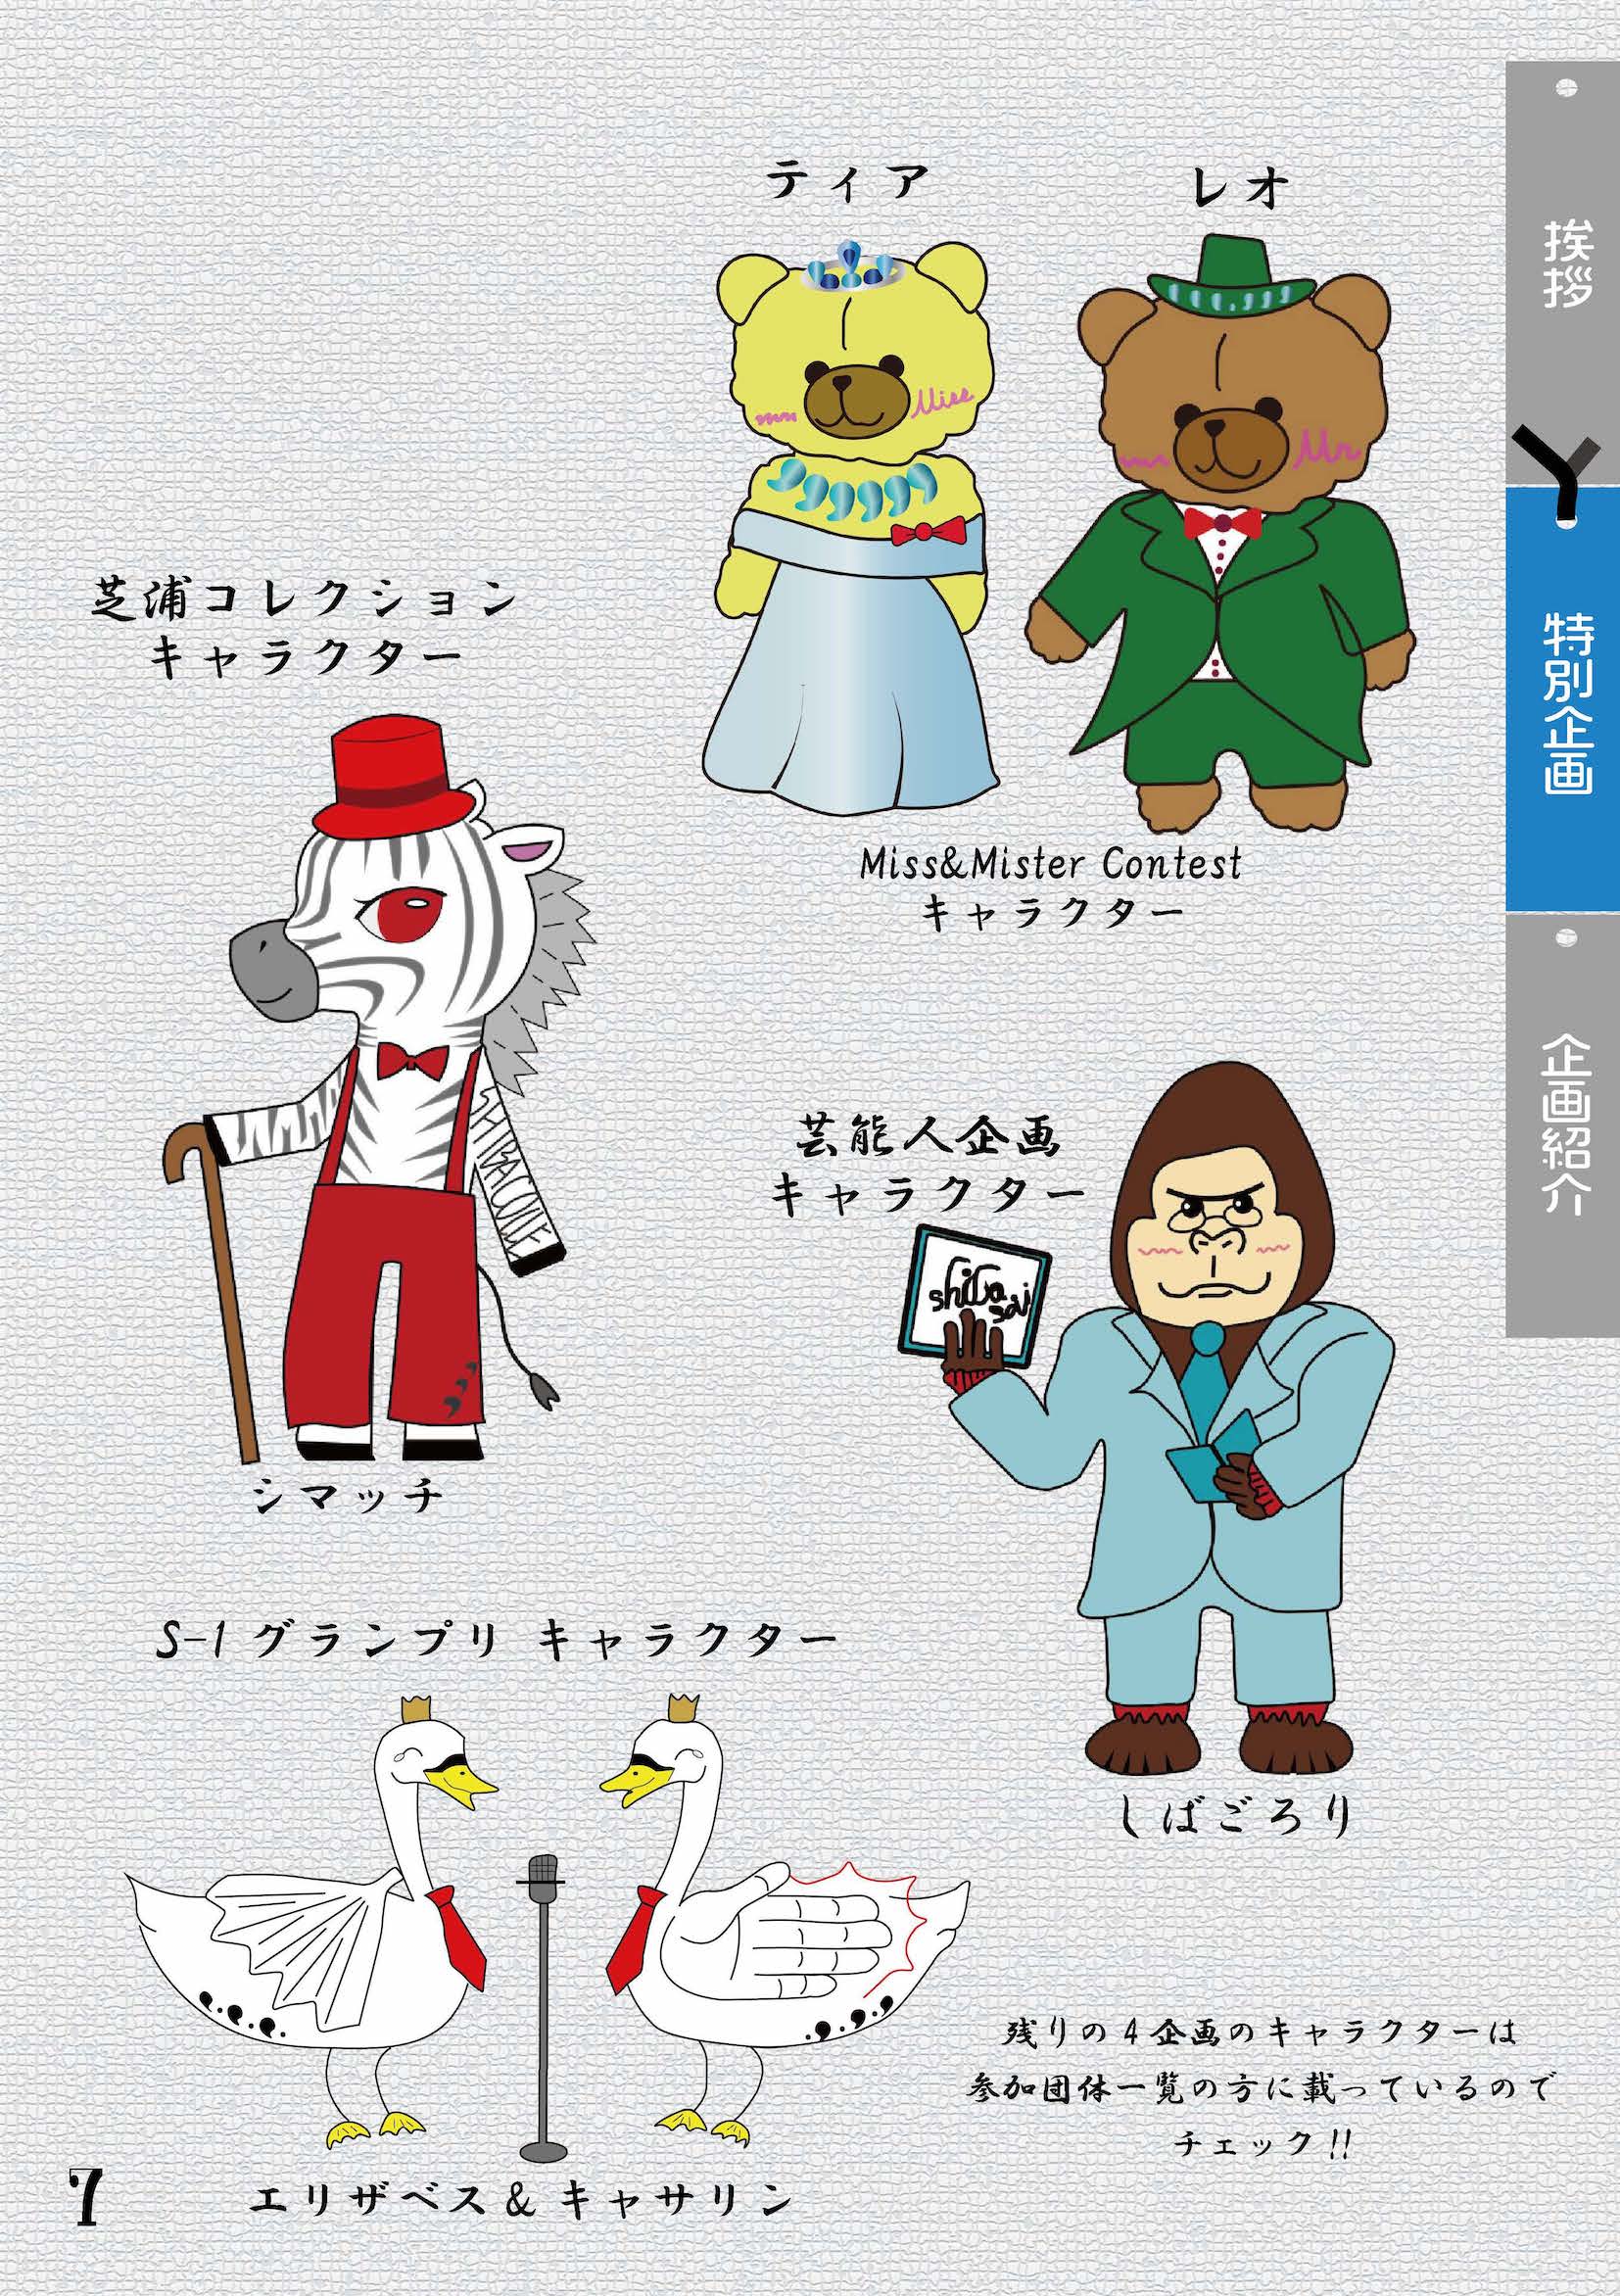 ティア
レオ
Miss
Mr
Miss&Mister Contest
キャラクター
芝浦コレクション
キャラクター
シマッチ
芸能人企画
キャラクター
shiba
sai
しばごろり
S-1グランプリ キャラクター
エリザベス&キャサリン
残りの4企画のキャラクターは
参加団体一覧の方に載っているので
チェック!!
7
挨拶
特別企画
企画紹介